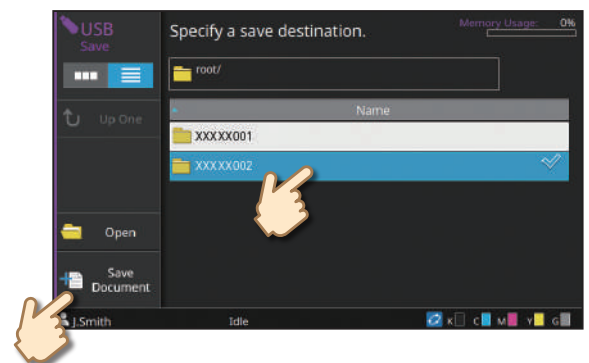 USB
Save
Specify a save destination.
Memory Usage: 0%
root/
Up One
Name
XXXXX001
XXXXX002
Open
Save
Document
J.Smith
Idle
K C M Y G